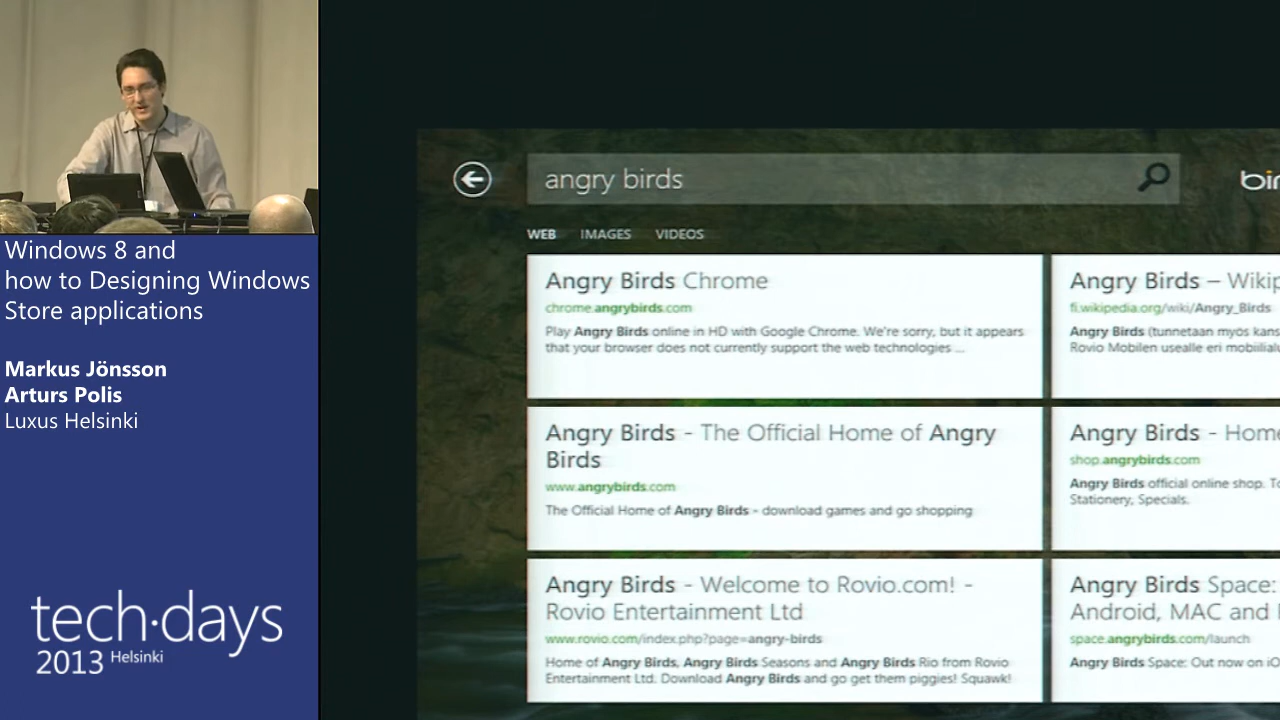 Windows 8 and
how to Designing Windows
Store applications
Markus Jönsson
Arturs Polis
Luxus Helsinki
tech·days
2013 Helsinki
angry birds
WEB IMAGES VIDEOS
Angry Birds Chrome
chrome.angrybirds.com
Play Angry Birds online in HD with Google Chrome. We're sorry, but it appears
that your browser does not currently support the web technologies ...
Angry Birds - The Official Home of Angry
Birds
www.angrybirds.com
The Official Home of Angry Birds - download games and go shopping
Angry Birds - Welcome to Rovio.com! -
Rovio Entertainment Ltd
www.rovio.com/index.php?page=angry-birds
Home of Angry Birds, Angry Birds Seasons and Angry Birds Rio from Rovio
Entertainment Ltd. Download Angry Birds and go get them piggies! Squawk!
Angry Birds –
fi.wikipedia.org/wiki/Angry_Birds
Angry Birds (tunnetaan myös
Rovio Mobilen usealle eri
Angry Birds -
shop.angrybirds.com
Angry Birds official online shop.
Stationery, Specials.
Angry Birds Space:
Android, MAC and
space.angrybirds.com/launch
Angry Birds Space: Out now on